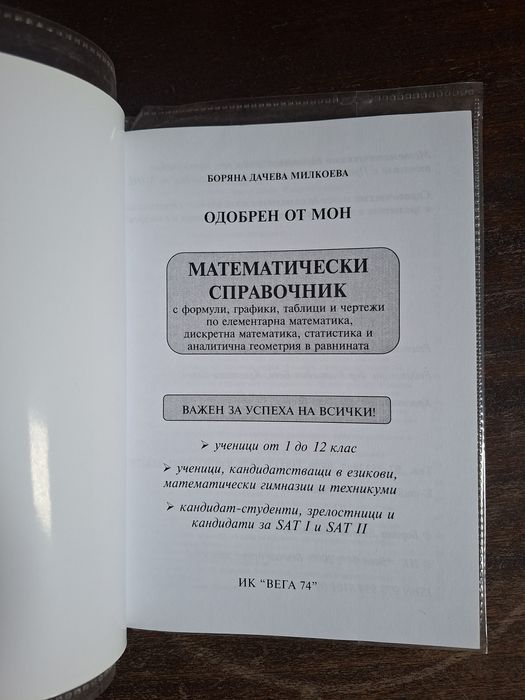 БОРЯНА ДАЧЕВА МИЛКОЕВА
ОДОБРЕН ОТ МОН
МАТЕМАТИЧЕСКИ
СПРАВОЧНИК
с формули, графики, таблици и чертежи
по елементарна математика,
дискретна математика, статистика и
аналитична геометрия в равнината
ВАЖЕН ЗА УСПЕХА НА ВСИЧКИ!
➢ ученици от 1 до 12 клас
➢ ученици, кандидатстващи в езикови,
математически гимназии и техникуми
➢ кандидат-студенти, зрелостници и
кандидати за SAT I и SAT II
ИК "ВЕГА 74"